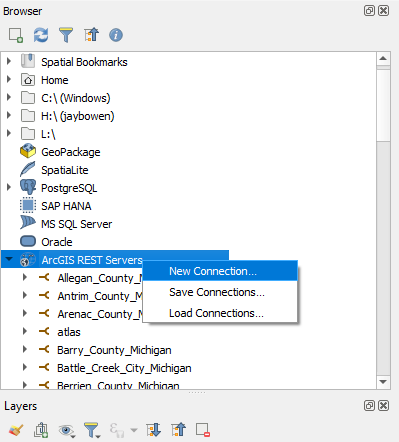 Browser
Spatial Bookmarks
Home
C:\ (Windows)
H:\ (jaybowen)
L:\
GeoPackage
SpatiaLite
PostgreSQL
SAP HANA
MS SQL Server
Oracle
ArcGIS REST Servers
New Connection...
Allegan_County_M
Save Connections...
Antrim_County_M
Load Connections...
Arenac_County_M
atlas
Barry_County_Michigan
Battle_Creek_City_Michigan
Berrien_County_Michigan
Layers